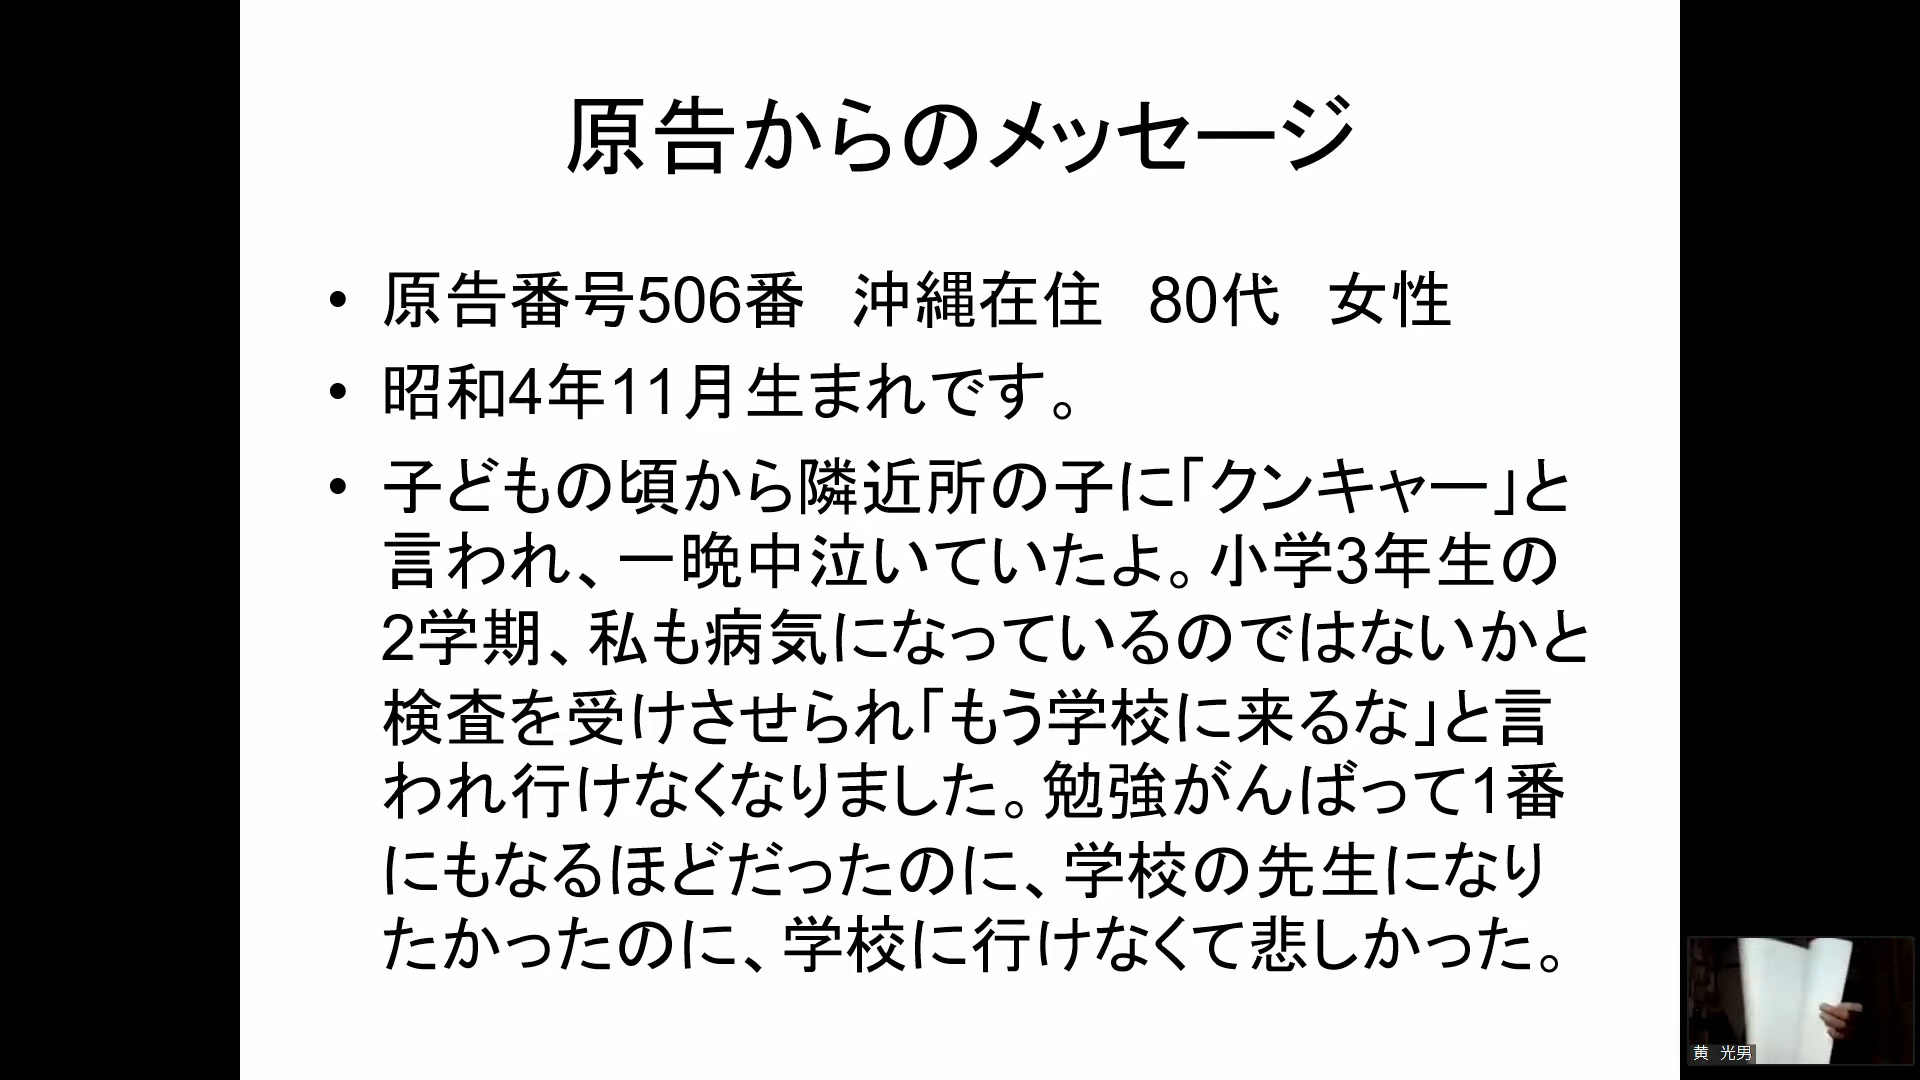 原告からのメッセージ
• 原告番号506番　沖縄在住　80代　女性
• 昭和4年11月生まれです。
• 子どもの頃から隣近所の子に「クンキャー」と
言われ、一晩中泣いていたよ。小学3年生の
2学期、私も病気になっているのではないかと
検査を受けさせられ「もう学校に来るな」と言
われ行けなくなりました。勉強がんばって1番
にもなるほどだったのに、学校の先生になり
たかったのに、学校に行けなくて悲しかった。
黄　光男